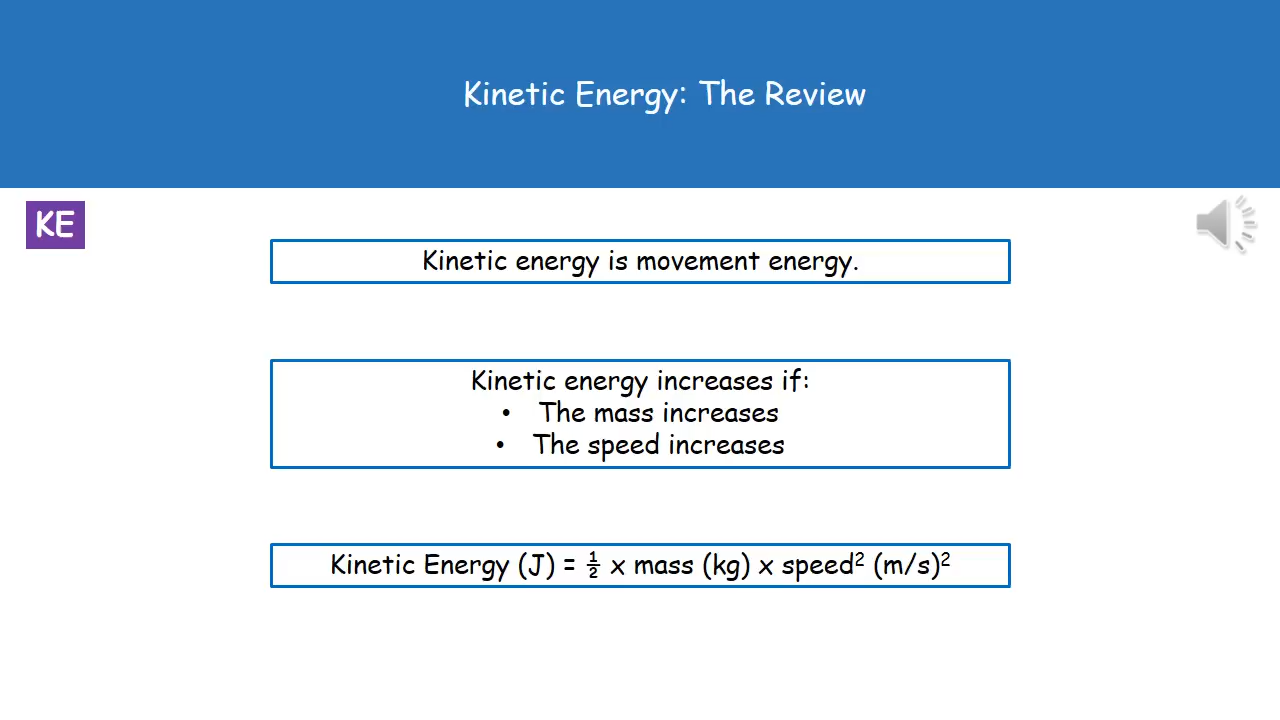 Kinetic Energy: The Review
KE
Kinetic energy is movement energy.
Kinetic energy increases if:
• The mass increases
• The speed increases
Kinetic Energy (J) = ½ x mass (kg) x speed² (m/s)²